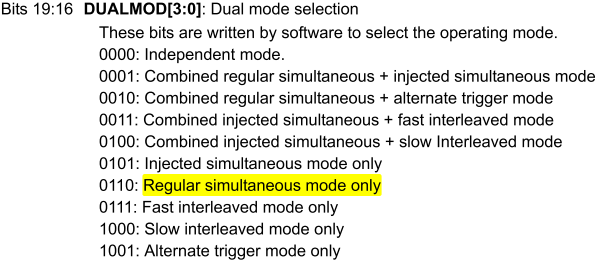 Bits 19:16 DUALMOD[3:0]: Dual mode selection
These bits are written by software to select the operating mode.
0000: Independent mode.
0001: Combined regular simultaneous + injected simultaneous mode
0010: Combined regular simultaneous + alternate trigger mode
0011: Combined injected simultaneous + fast interleaved mode
0100: Combined injected simultaneous + slow Interleaved mode
0101: Injected simultaneous mode only
0110: Regular simultaneous mode only
0111: Fast interleaved mode only
1000: Slow interleaved mode only
1001: Alternate trigger mode only